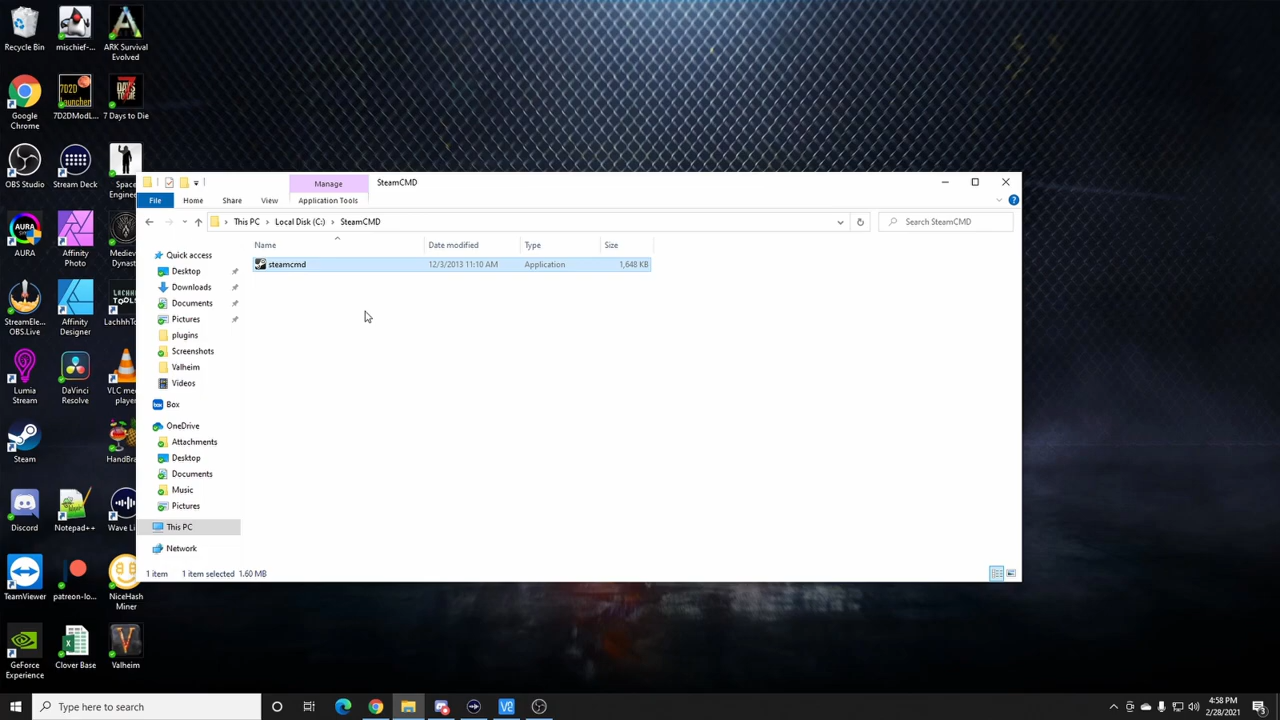 Recycle Bin
mischief-...
ARK Survival
Evolved
Google
Chrome
7D2DModL...
7 Days to Die
OBS Studio
Stream Deck
Space
Engineer...
AURA
Affinity
Photo
Medieval
Dynast...
StreamEle...
OBS.Live
Affinity
Designer
LachhhTo...
Lumia
Stream
DaVinci
Resolve
VLC me...
player
Steam
Box
HandBra...
Discord
Notepad++
Wave Li...
TeamViewer
patreon-lo...
NiceHash
Miner
GeForce
Experience
Clover Base
Valheim
Manage
SteamCMD
File
Home
Share
View
Application Tools
This PC
Local Disk (C:)
SteamCMD
Search SteamCMD
Name
Date modified
Type
Size
steamcmd
12/3/2013 11:10 AM
Application
1,648 KB
Quick access
Desktop
Downloads
Documents
Pictures
plugins
Screenshots
Valheim
Videos
Box
OneDrive
Attachments
Desktop
Documents
Music
Pictures
This PC
Network
1 item
1 item selected 1.60 MB
Type here to search
4:58 PM
2/28/2021